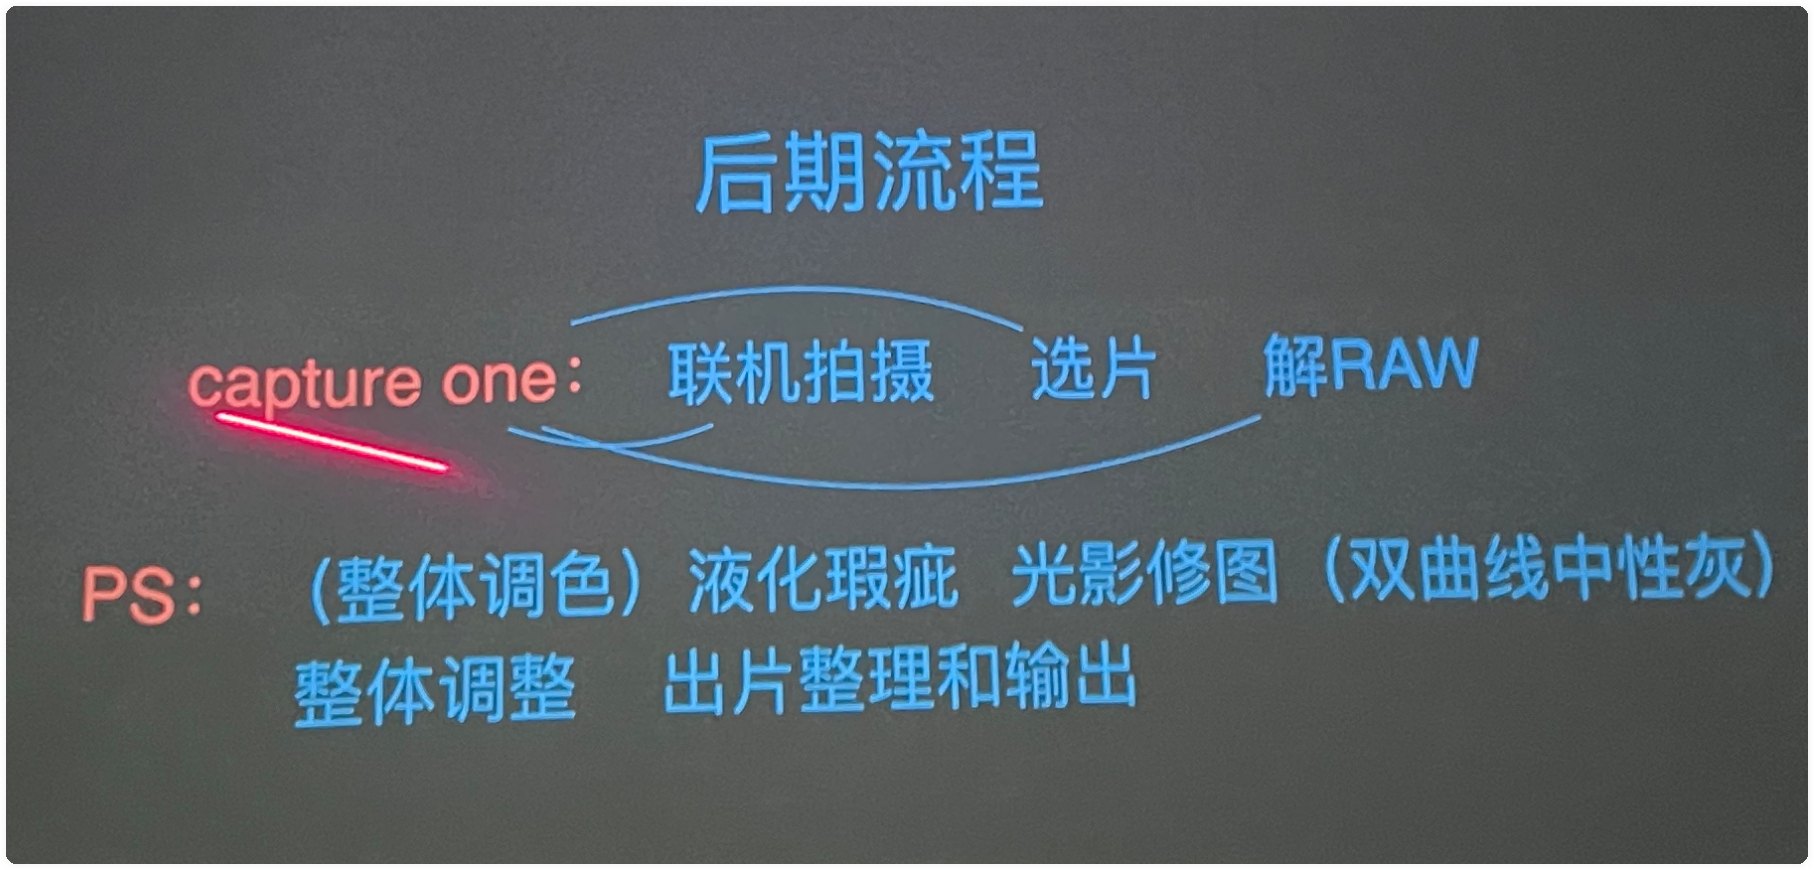 后期流程
capture one： 联机拍摄 选片 解RAW
PS： （整体调色）液化瑕疵 光影修图（双曲线中性灰）
整体调整 出片整理和输出